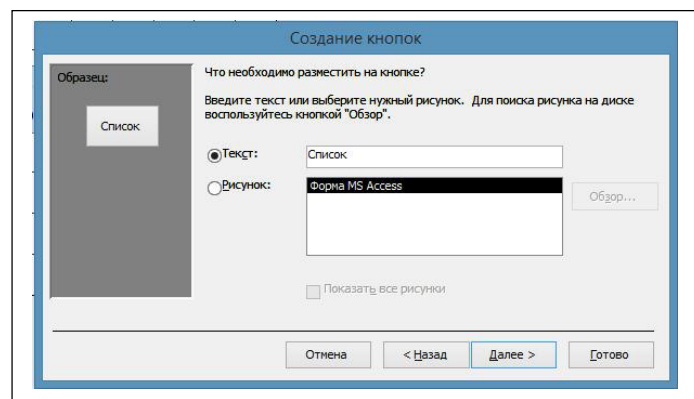 Создание кнопок
Образец:
Список
Что необходимо разместить на кнопке?
Введите текст или выберите нужный рисунок. Для поиска рисунка на диске
воспользуйтесь кнопкой "Обзор".
Текст:
Список
Рисунок:
Форма MS Access
Обзор...
Показать все рисунки
Отмена
< Назад
Далее >
Готово